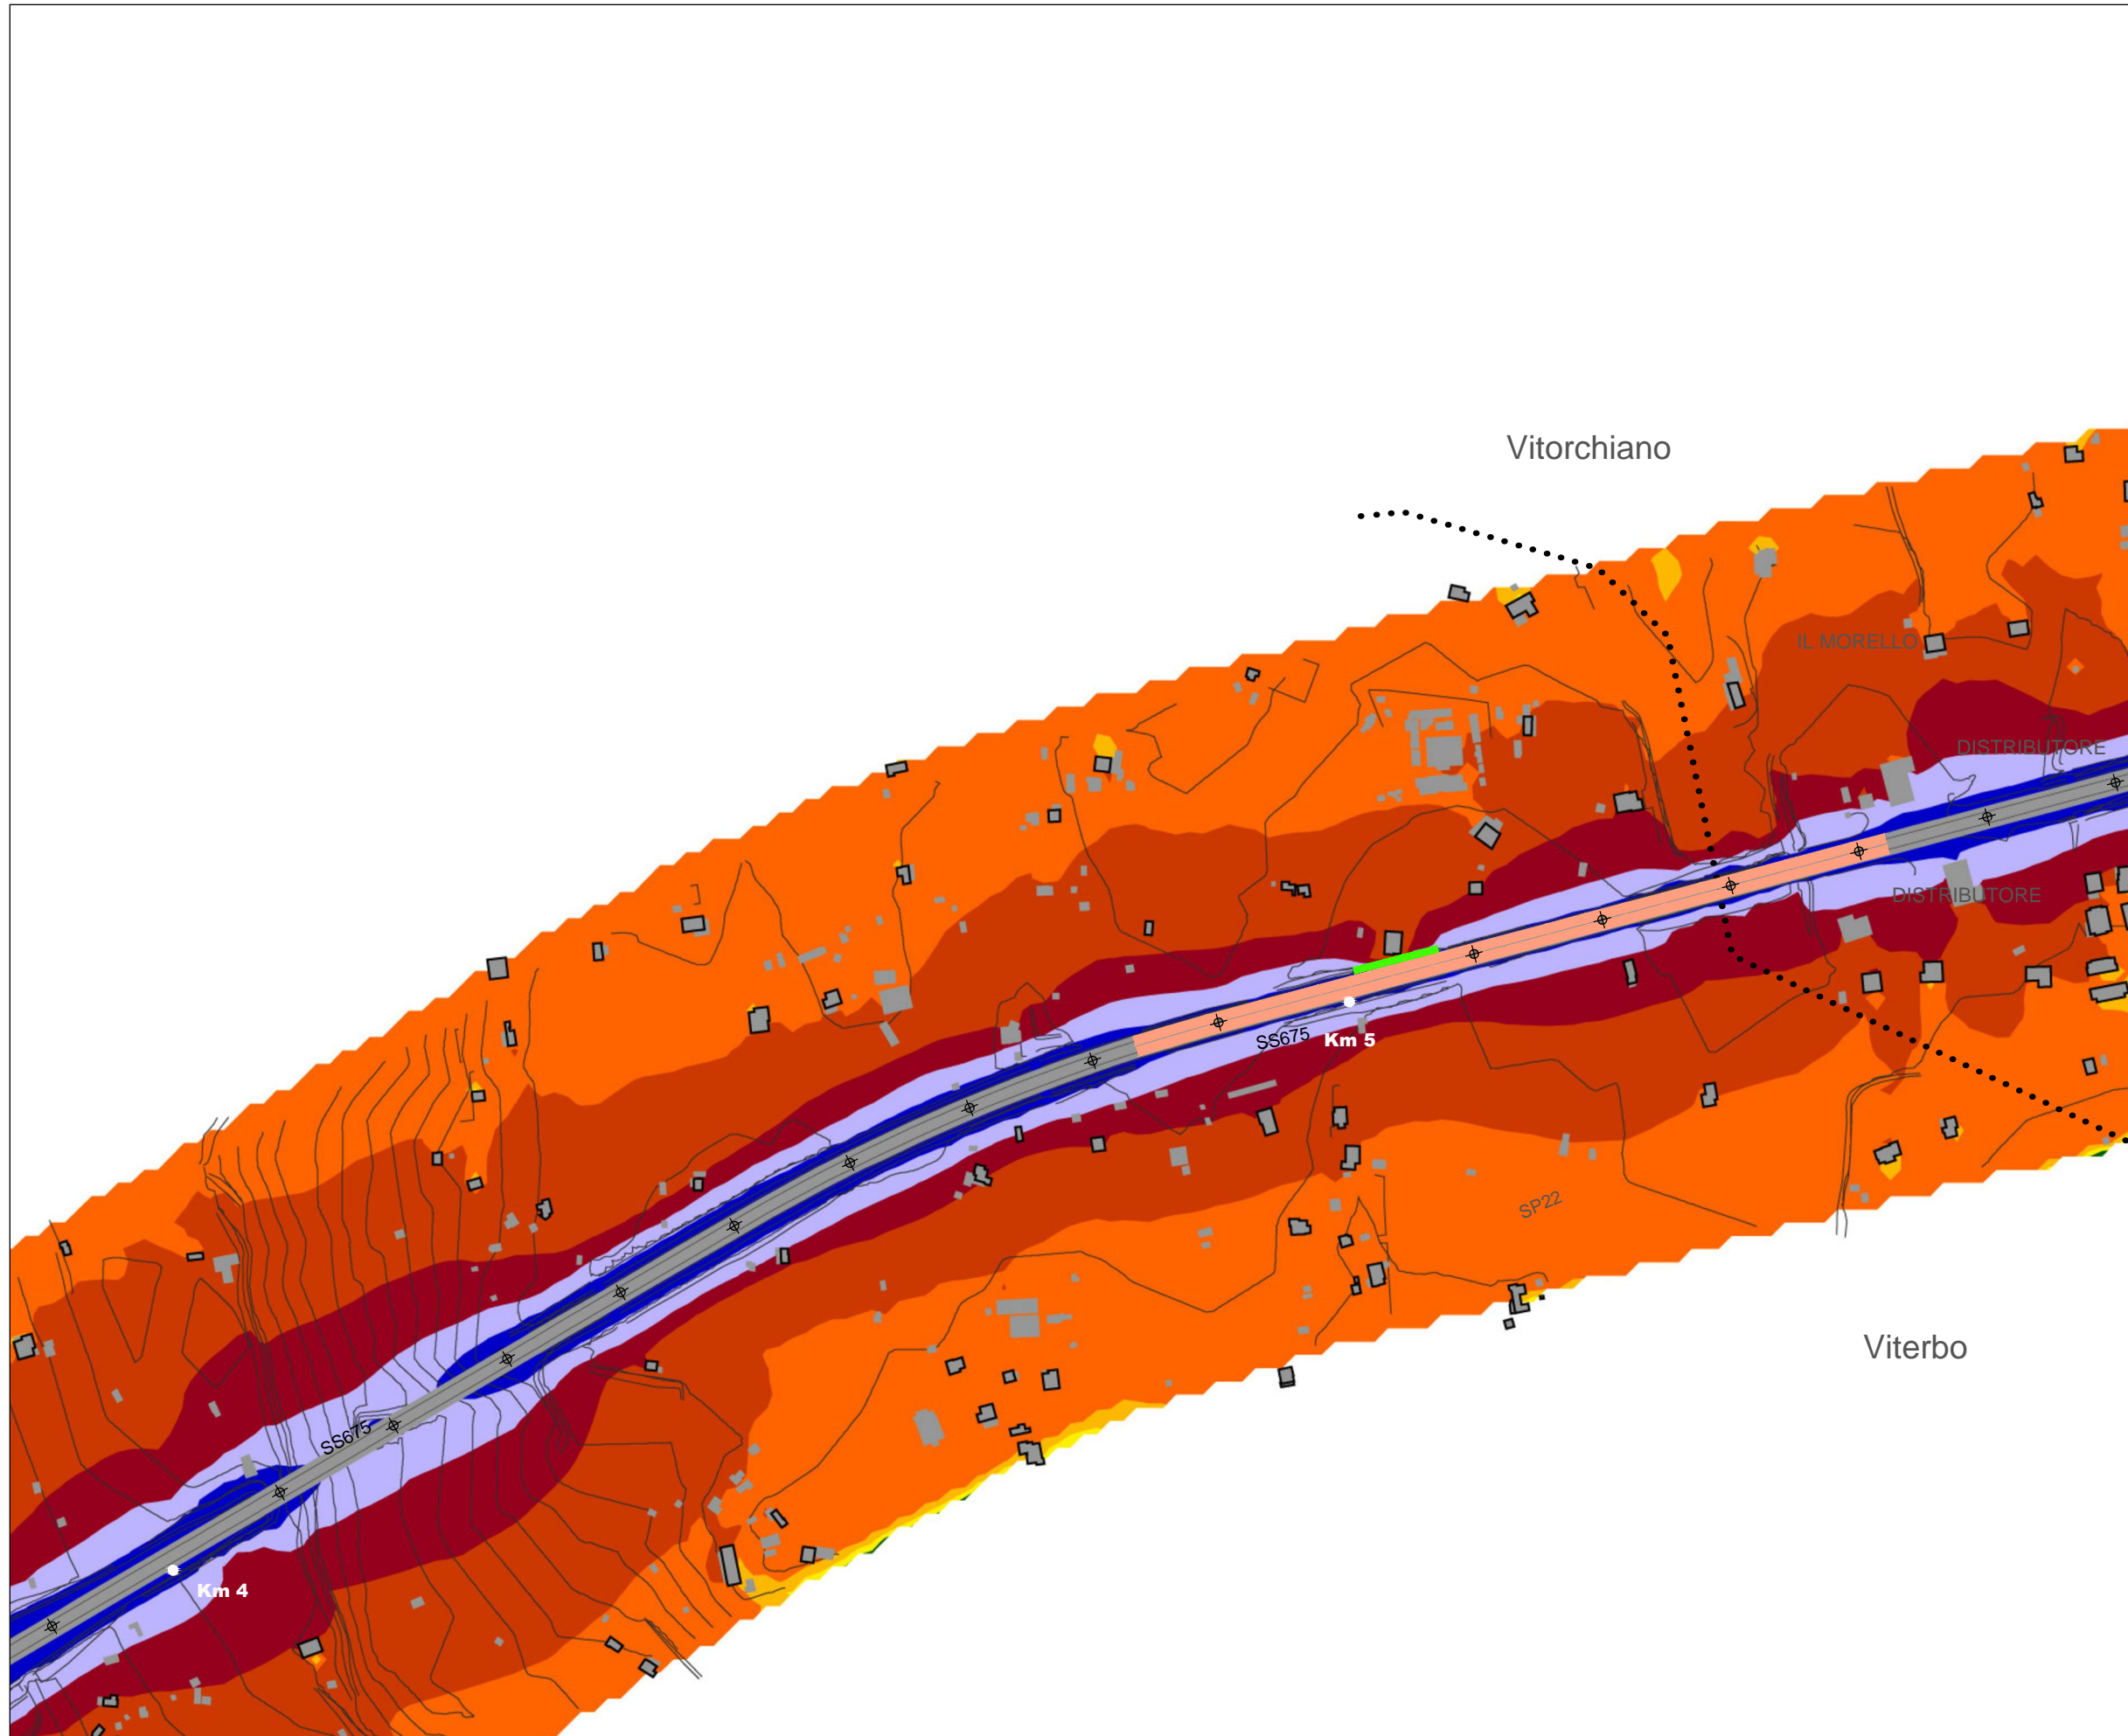 Vitorchiano
IL MORELLO
DISTRIBUTORE
DISTRIBUTORE
SS675
Km 5
SP22
Viterbo
SS675
Km 4